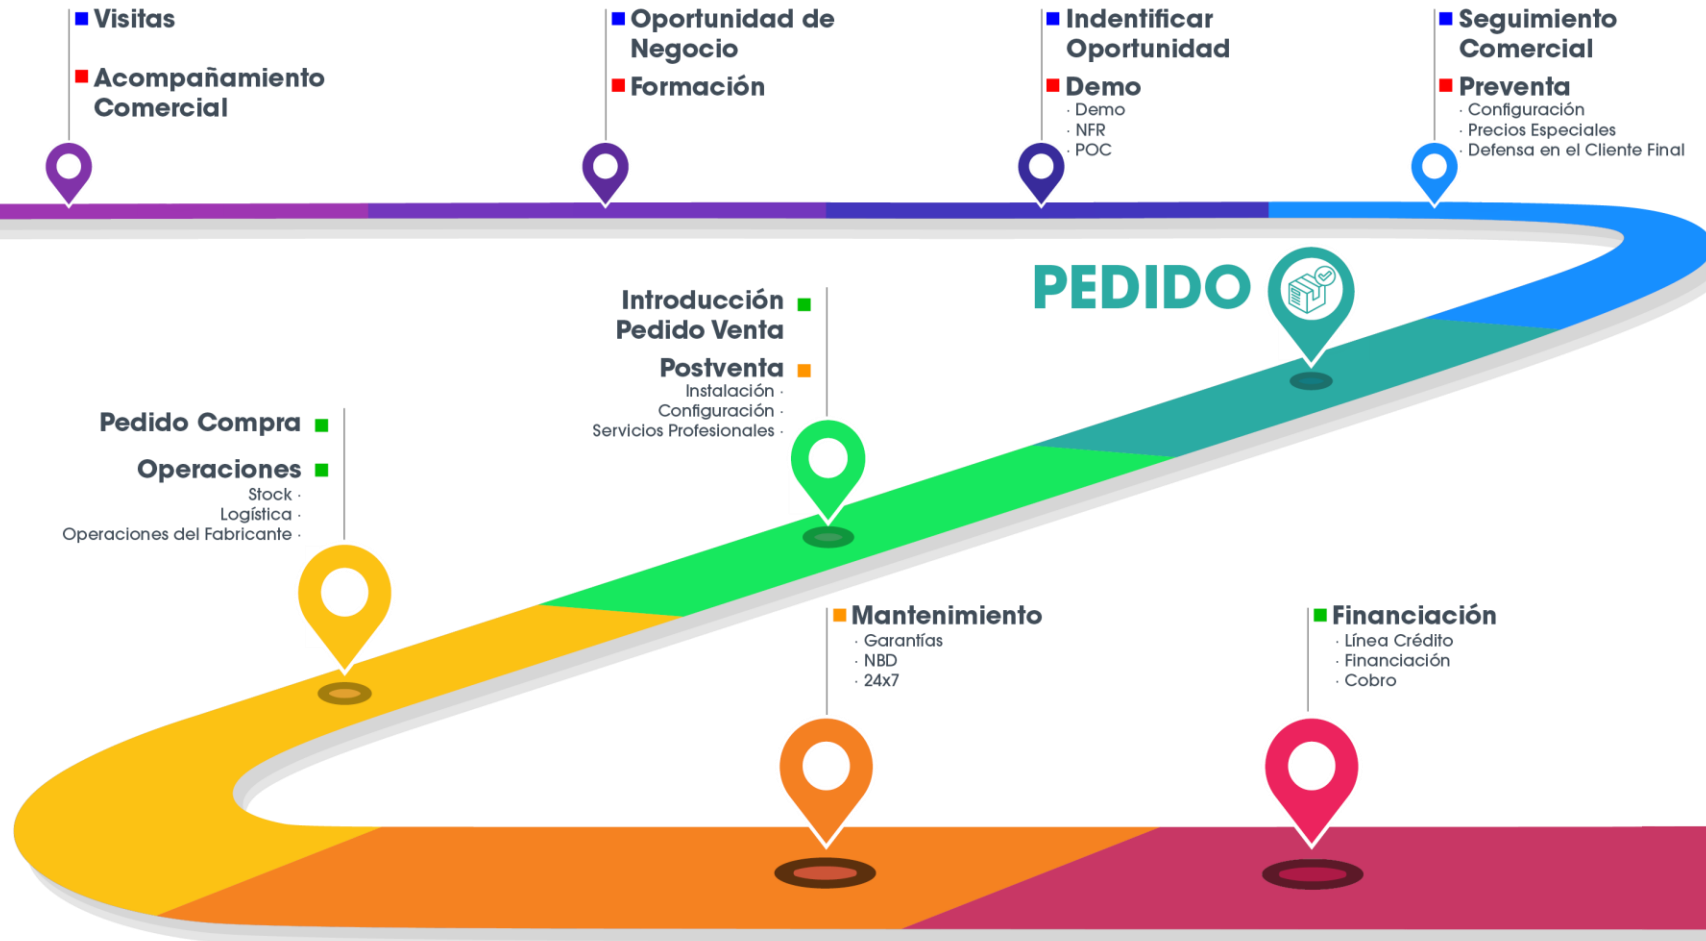 Visitas
Acompañamiento
Comercial
Oportunidad de
Negocio
Formación
Indentificar
Oportunidad
Demo
· Demo
· NFR
· POC
Seguimiento
Comercial
Preventa
· Configuración
· Precios Especiales
· Defensa en el Cliente Final
PEDIDO
Introducción
Pedido Venta
Postventa
Instalación ·
Configuración ·
Servicios Profesionales ·
Pedido Compra
Operaciones
Stock ·
Logística ·
Operaciones del Fabricante ·
Mantenimiento
· Garantías
· NBD
· 24x7
Financiación
· Línea Crédito
· Financiación
· Cobro